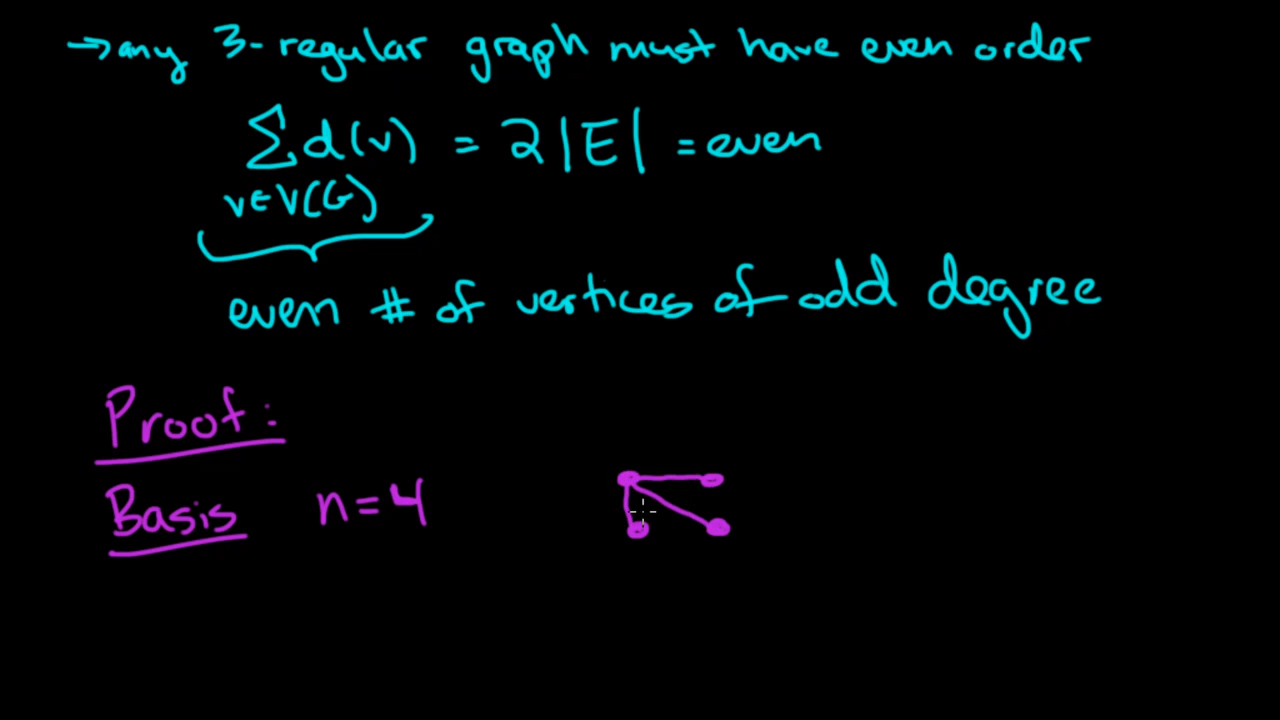 →any 3-regular graph must have even order
∑d(v) = 2|E| = even
v∈V(G)
even # of vertices of odd degree
Proof:
Basis n=4